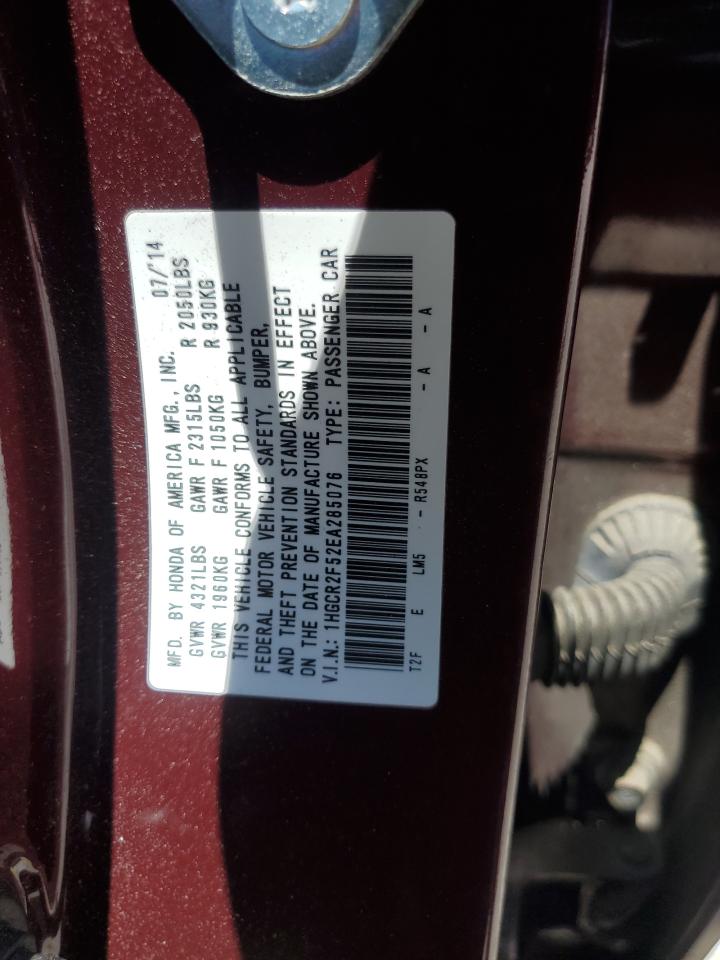 MFD. BY HONDA OF AMERICA MFG., INC. 07/'14
GVWR 4321LBS GAWR F 2315LBS R 2050LBS
GVWR 1960KG GAWR F 1050KG R 930KG
THIS VEHICLE CONFORMS TO ALL APPLICABLE
FEDERAL MOTOR VEHICLE SAFETY, BUMPER,
AND THEFT PREVENTION STANDARDS IN EFFECT
ON THE DATE OF MANUFACTURE SHOWN ABOVE.
V.I.N.: 1HGCR2F52EA285076 TYPE: PASSENGER CAR
T2F E LM5 - R548PX - A - A